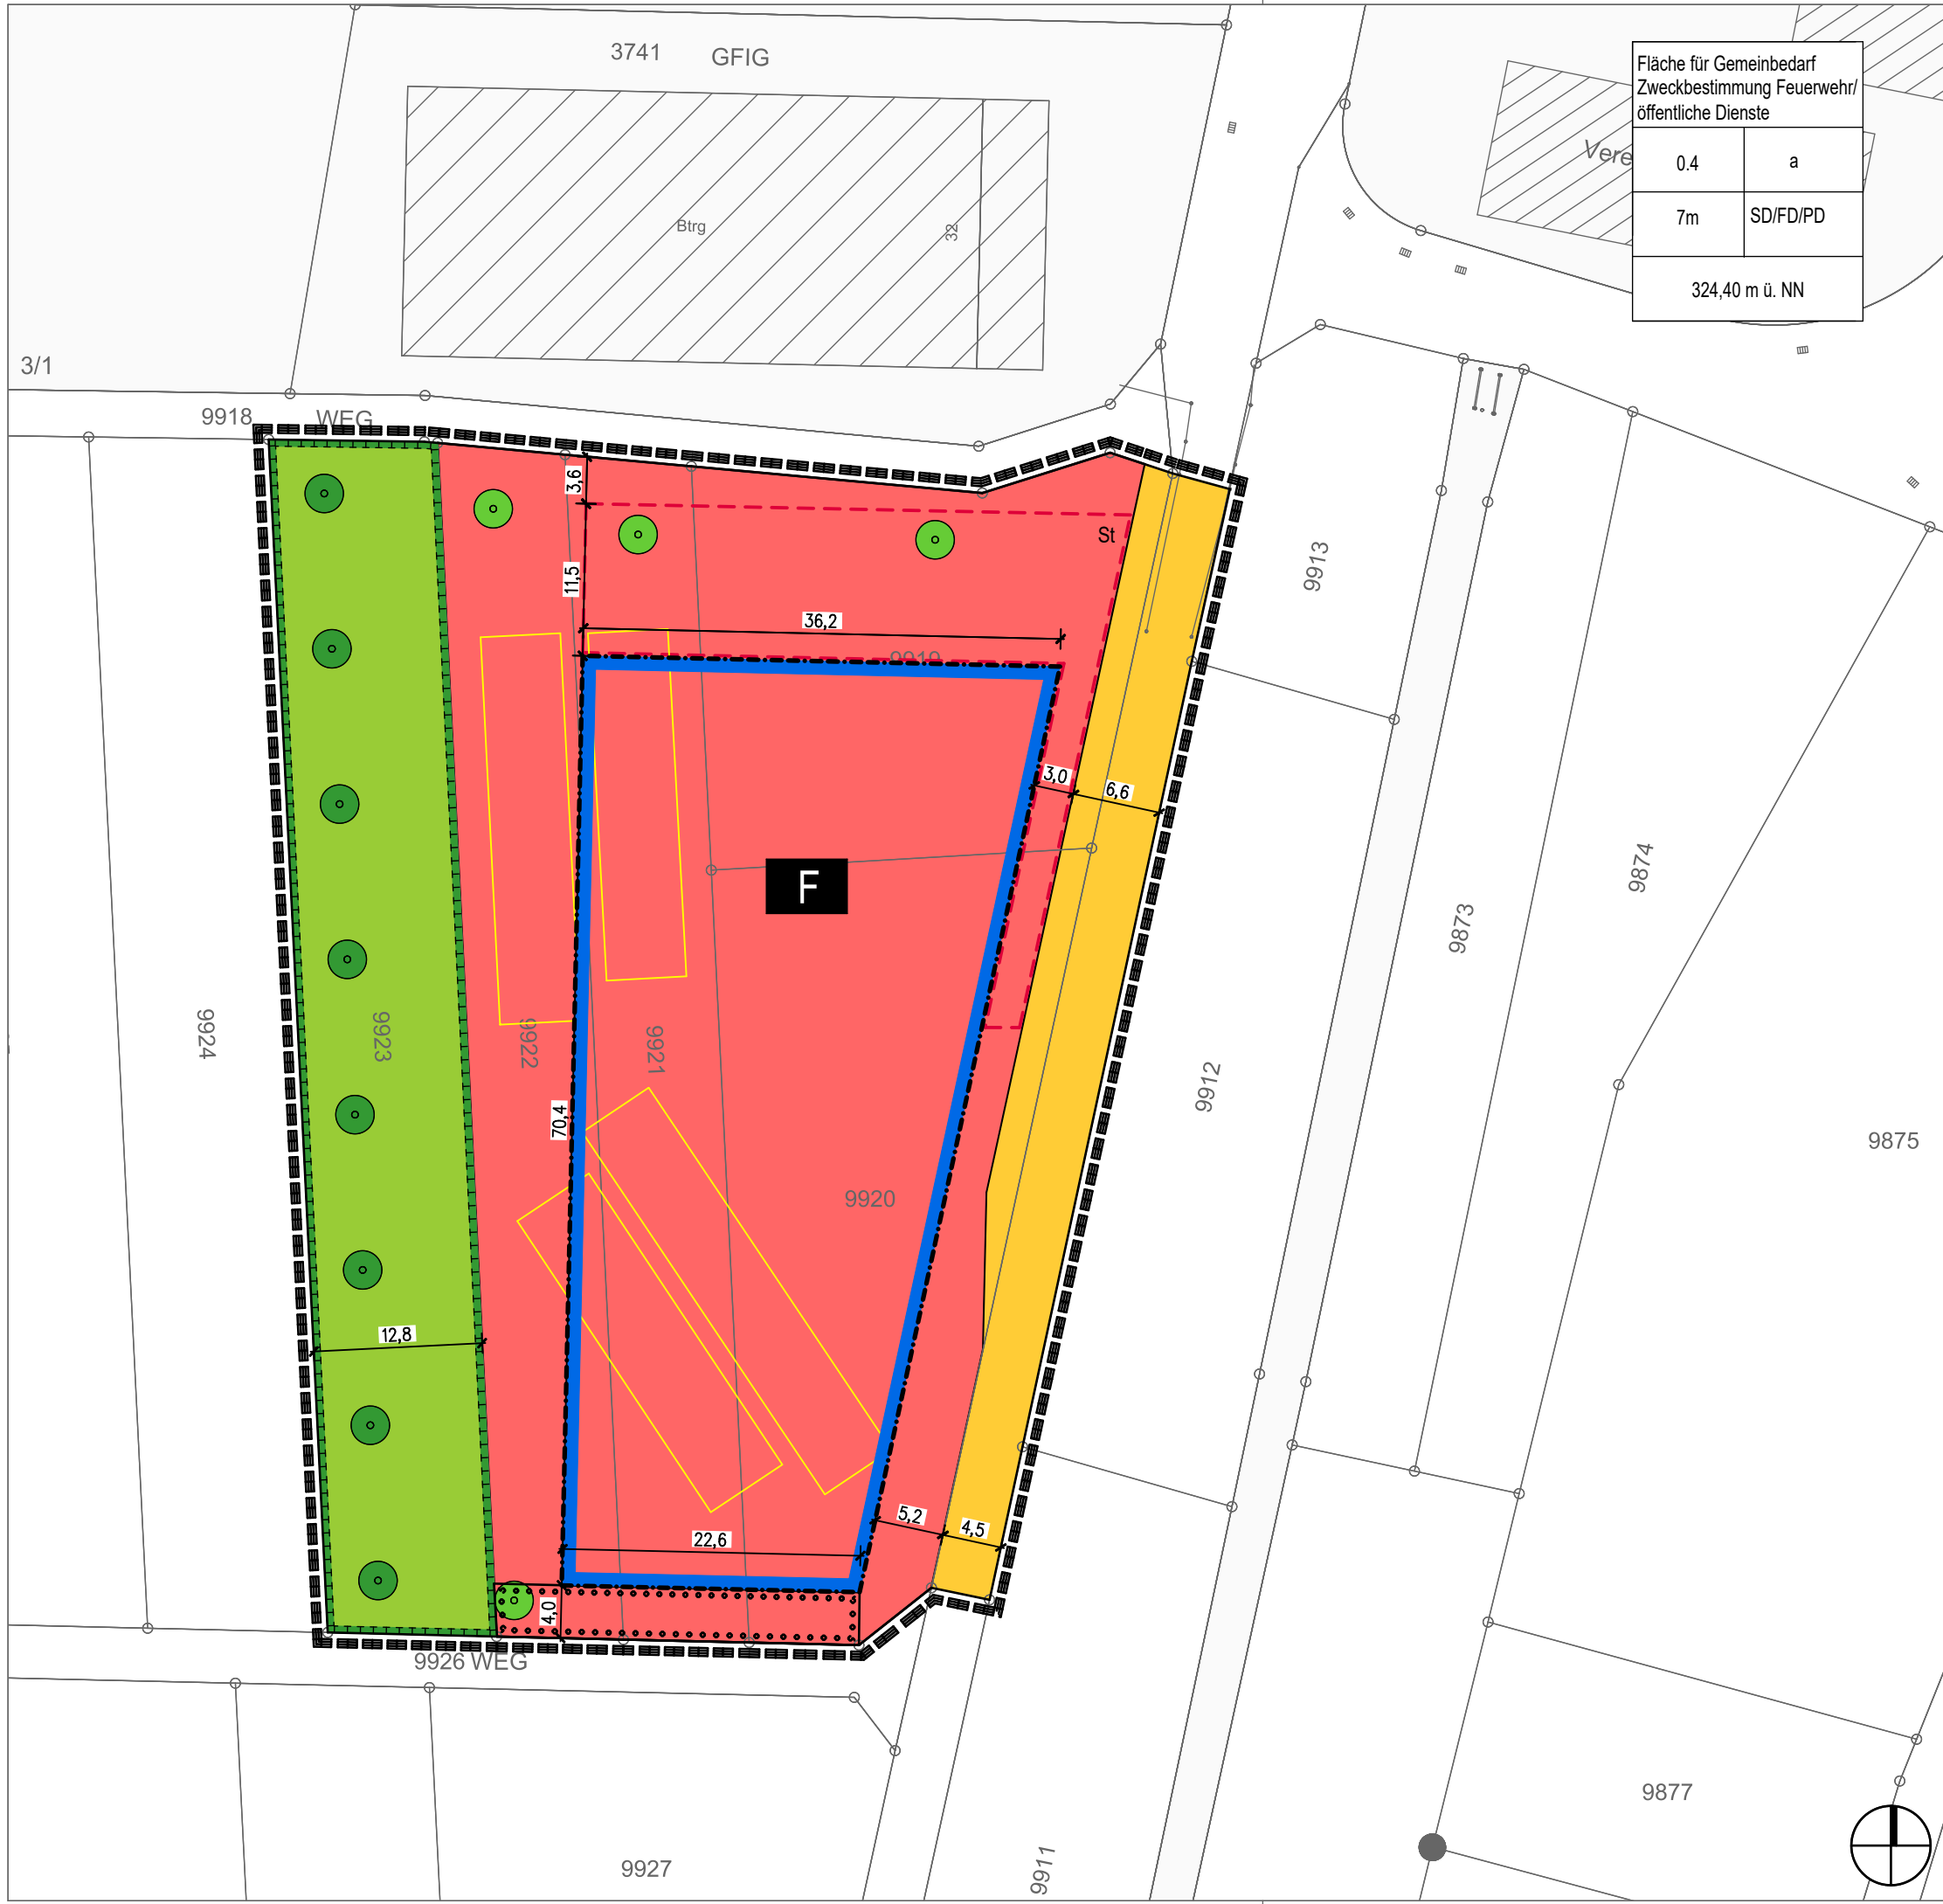 3741 GFIG
Fläche für Gemeinbedarf
Zweckbestimmung Feuerwehr/
öffentliche Dienste
0.4 a
7m SD/FD/PD
324,40 m ü. NN
Vere
Btrg
32
3/1
9918 WEG
3,6
St
11,5
9913
36,2
9919
3,0
6,6
F
9874
9873
9924
9923
9922
9921
9912
70,4
9875
9920
12,8
5,2
4,5
22,6
4,0
9926 WEG
9877
9927
9911